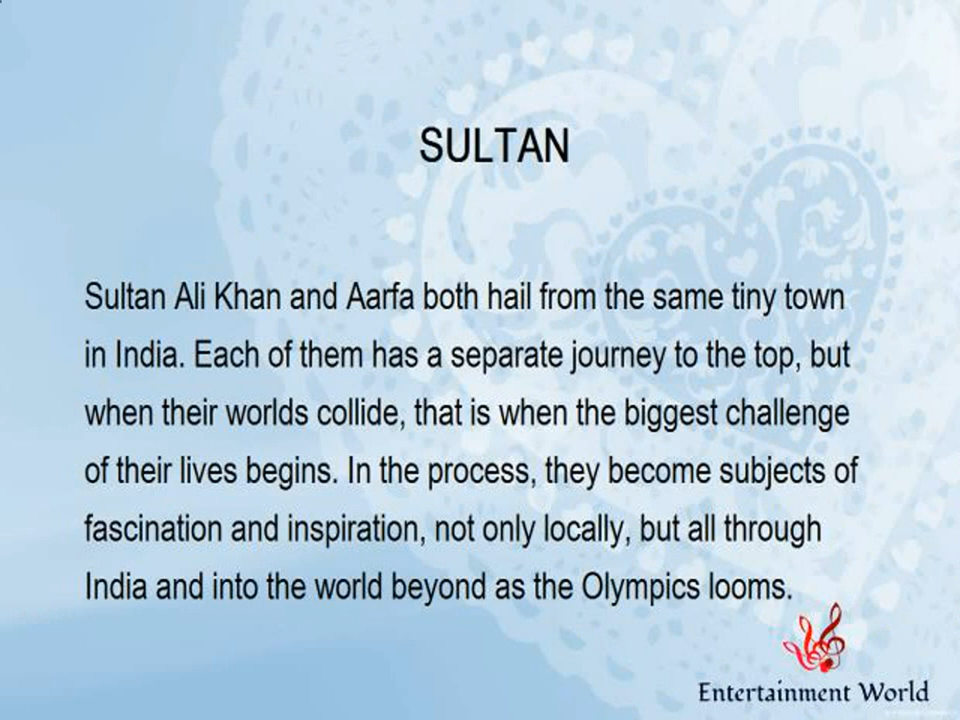 SULTAN
Sultan Ali Khan and Aarfa both hail from the same tiny town
in India. Each of them has a separate journey to the top, but
when their worlds collide, that is when the biggest challenge
of their lives begins. In the process, they become subjects of
fascination and inspiration, not only locally, but all through
India and into the world beyond as the Olympics looms.
Entertainment World